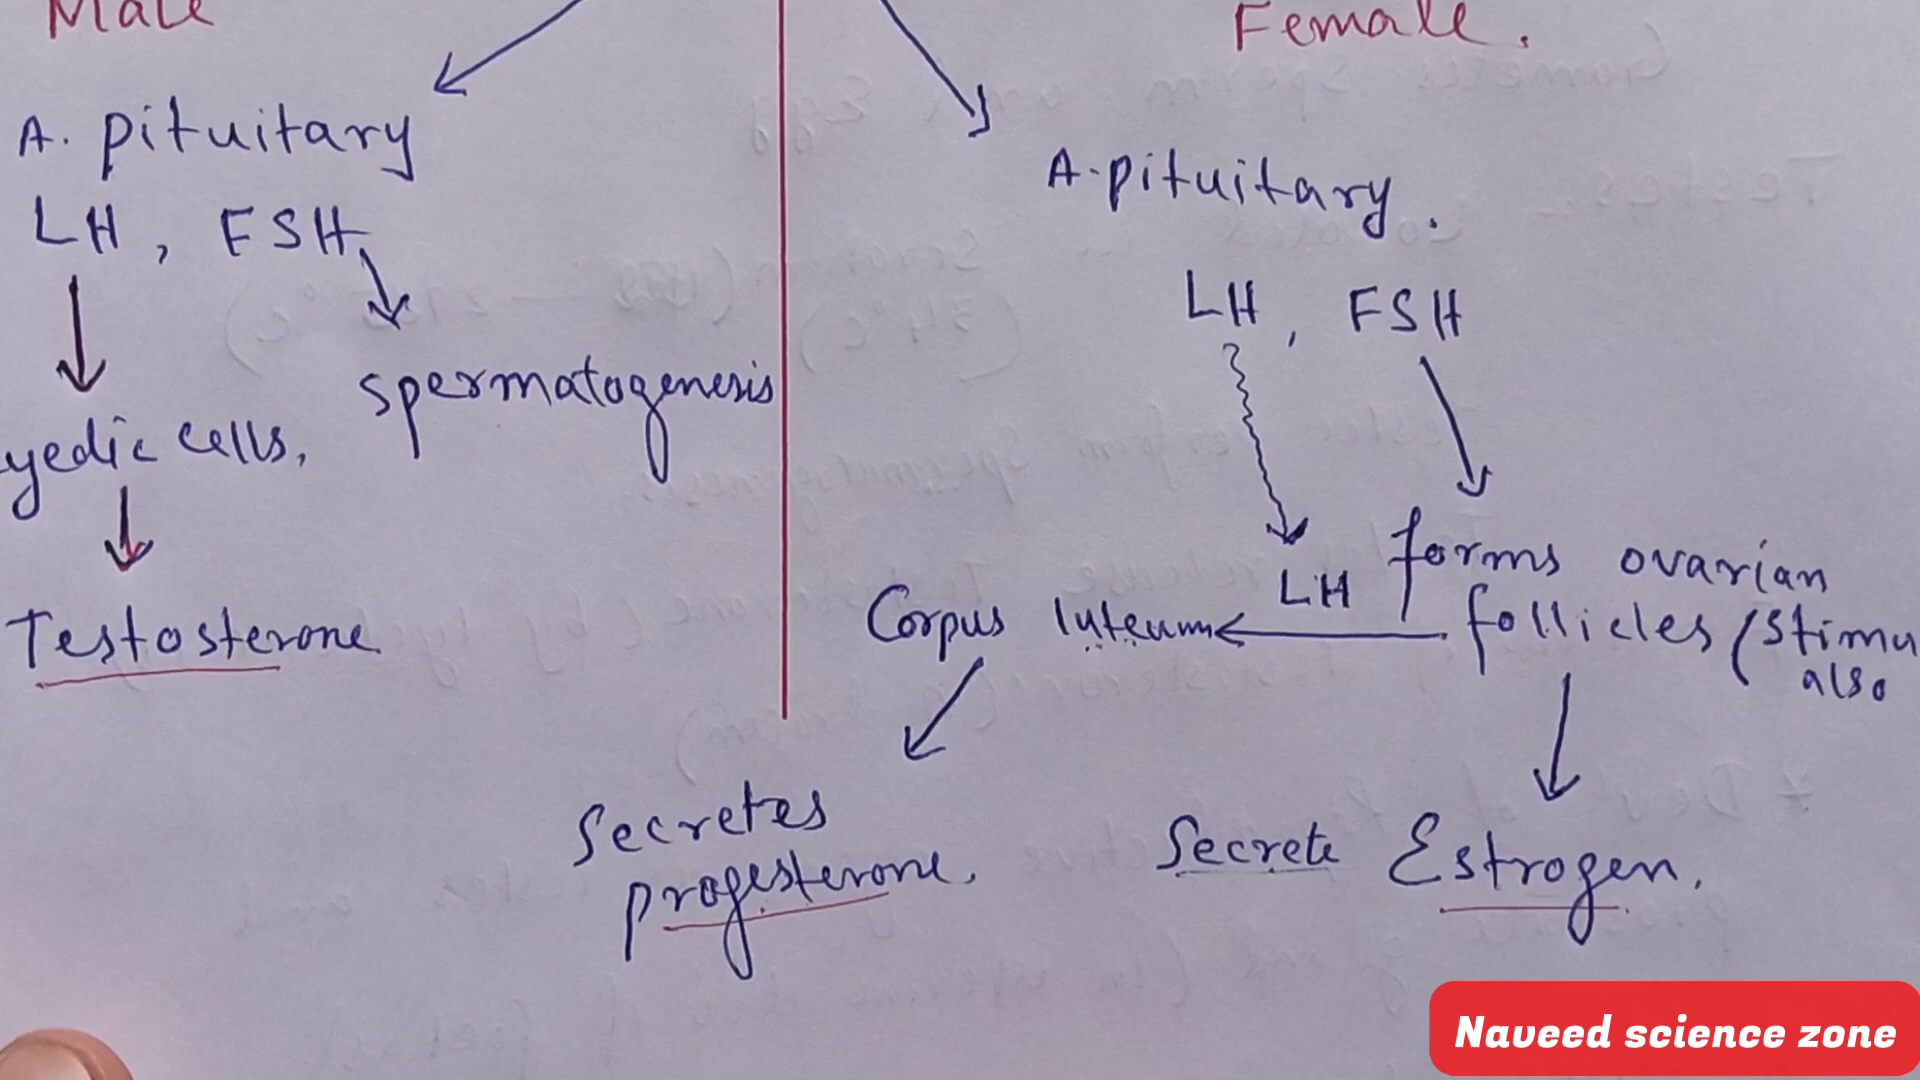 Male
A. pituitary
LH, FSH
yedic cells,
spermatogenesis
Testosterone
Female.
A. pituitary.
LH, FSH
forms ovarian
follicles (stimu
also
LH
Corpus luteum
Secretes
progesterone.
Secrete Estrogen.
Naveed science zone